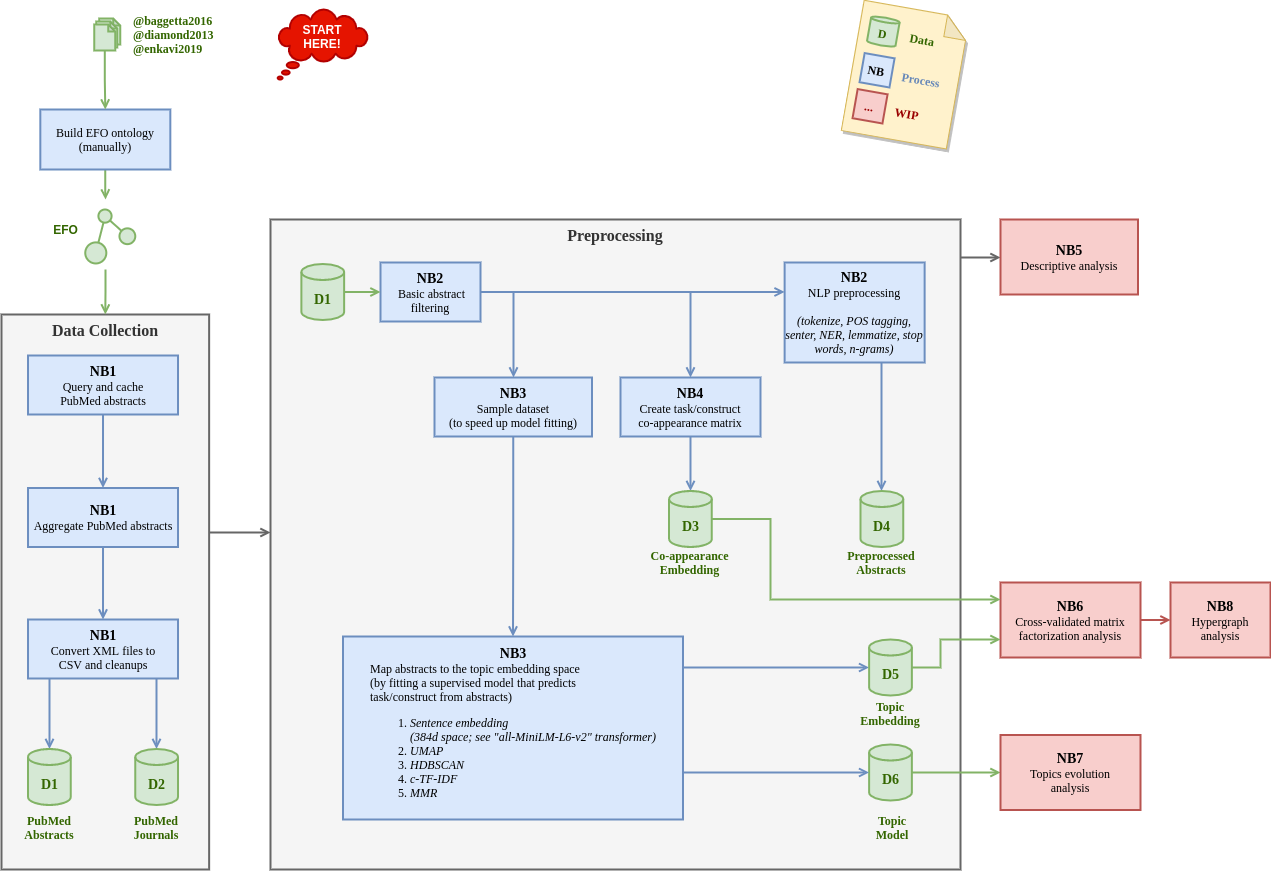 @baggetta2016
@diamond2013
@enkavi2019
START
HERE!
D
Data
NB
Process
...
WIP
Build EFO ontology
(manually)
EFO
Data Collection
NB1
Query and cache
PubMed abstracts
NB1
Aggregate PubMed abstracts
NB1
Convert XML files to
CSV and cleanups
D1
PubMed
Abstracts
D2
PubMed
Journals
Preprocessing
D1
NB2
Basic abstract
filtering
NB2
NLP preprocessing
(tokenize, POS tagging,
senter, NER, lemmatize, stop
words, n-grams)
NB3
Sample dataset
(to speed up model fitting)
NB4
Create task/construct
co-appearance matrix
D3
Co-appearance
Embedding
D4
Preprocessed
Abstracts
NB3
Map abstracts to the topic embedding space
(by fitting a supervised model that predicts
task/construct from abstracts)
1. Sentence embedding
(384d space; see "all-MiniLM-L6-v2" transformer)
2. UMAP
3. HDBSCAN
4. c-TF-IDF
5. MMR
D5
Topic
Embedding
D6
Topic
Model
NB5
Descriptive analysis
NB6
Cross-validated matrix
factorization analysis
NB8
Hypergraph
analysis
NB7
Topics evolution
analysis